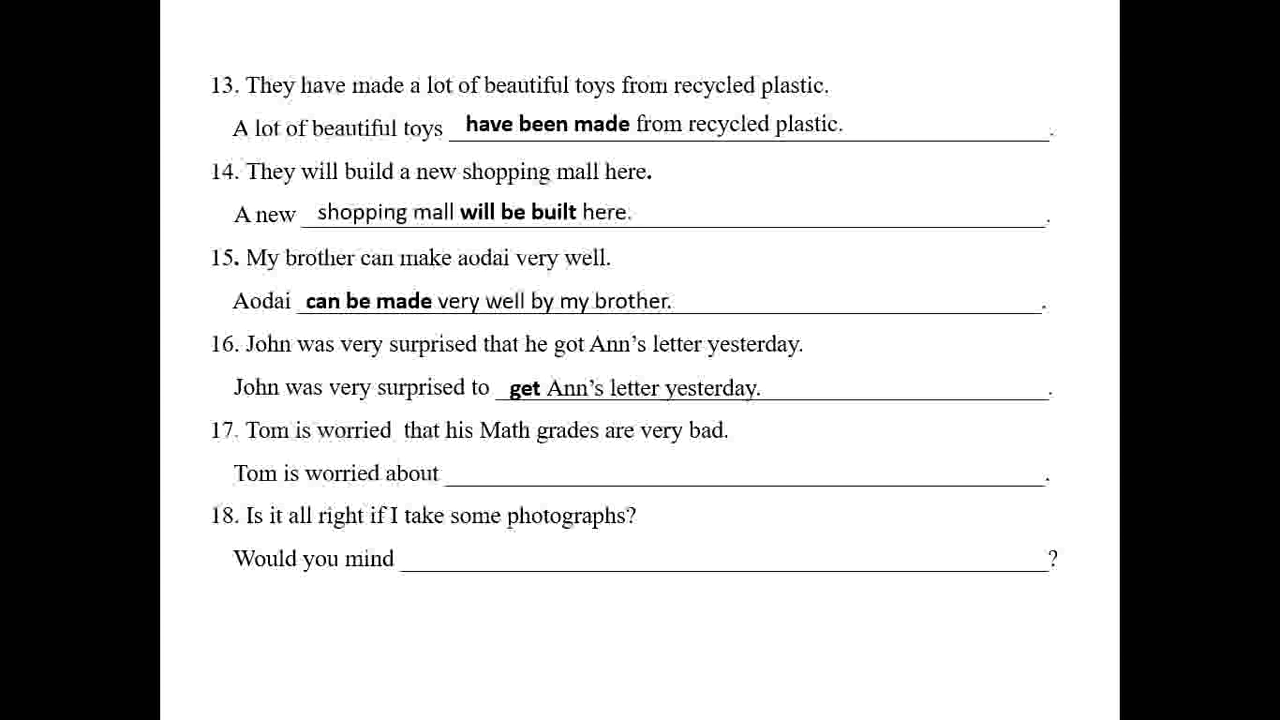 13. They have made a lot of beautiful toys from recycled plastic.
A lot of beautiful toys have been made from recycled plastic. .
14. They will build a new shopping mall here.
A new shopping mall will be built here. .
15. My brother can make aodai very well.
Aodai can be made very well by my brother. .
16. John was very surprised that he got Ann’s letter yesterday.
John was very surprised to get Ann’s letter yesterday. .
17. Tom is worried that his Math grades are very bad.
Tom is worried about .
18. Is it all right if I take some photographs?
Would you mind ?